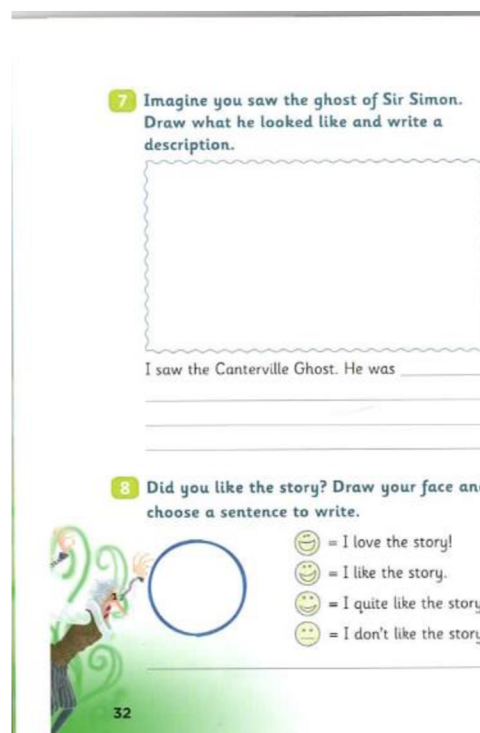 7 Imagine you saw the ghost of Sir Simon.
Draw what he looked like and write a
description.
I saw the Canterville Ghost. He was
8 Did you like the story? Draw your face an
choose a sentence to write.
= I love the story!
= I like the story.
= I quite like the story
= I don't like the story
32